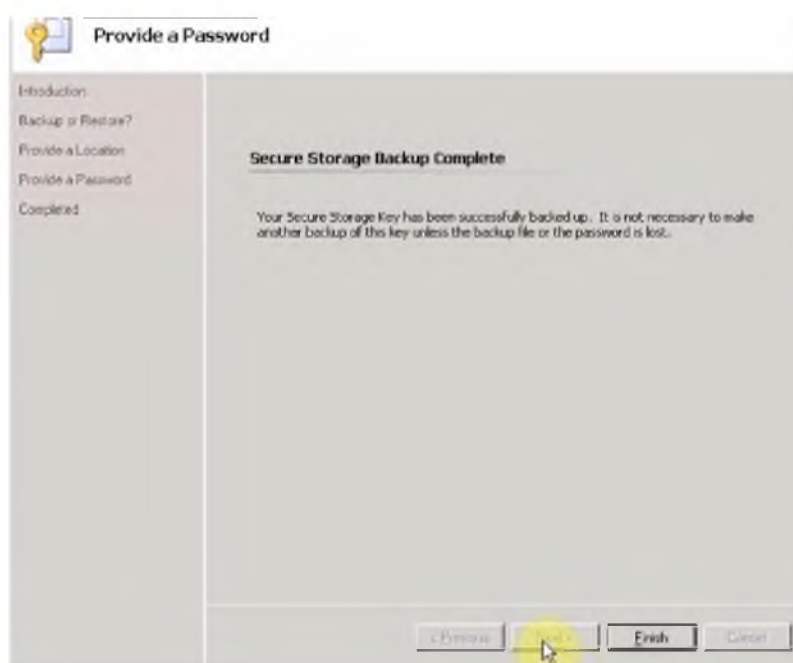 Provide a Password
Introduction
Backup or Restore?
Provide a Location
Provide a Password
Completed
Secure Storage Backup Complete
Your Secure Storage Key has been successfully backed up. It is not necessary to make
another backup of this key unless the backup file or the password is lost.
< Previous
Next >
Finish
Cancel